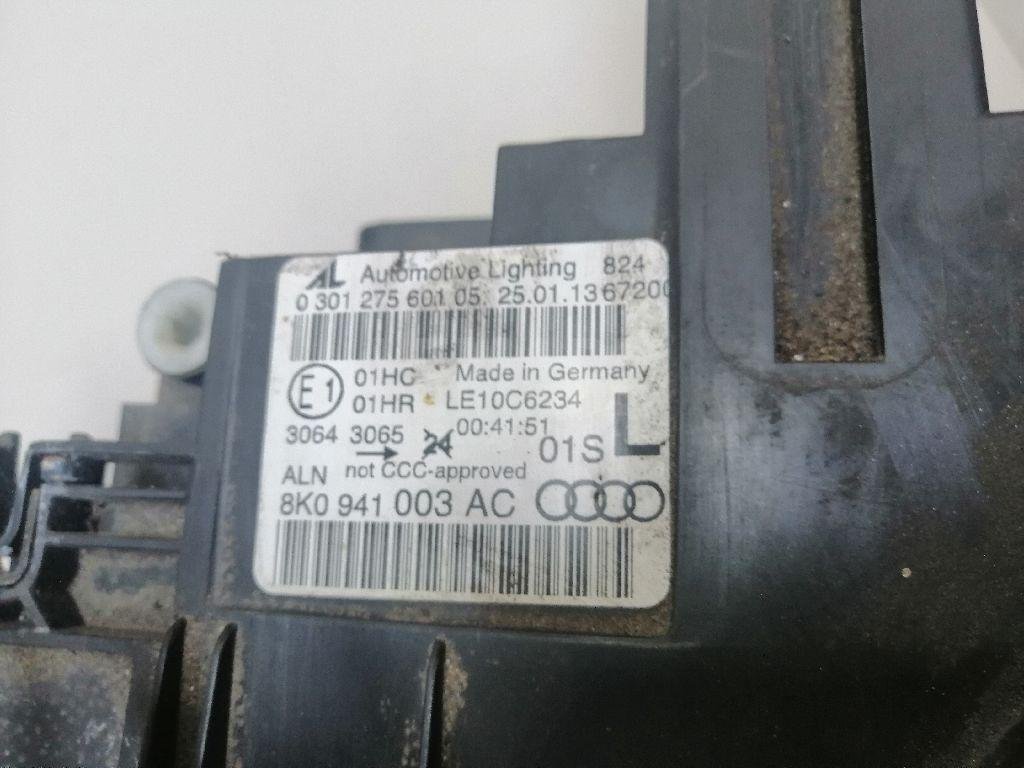 AL Automotive Lighting 824
0 301 275 601 05 25.01.13 67200
E1 01HC Made in Germany
01HR LE10C6234
3064 3065 24 00:41:51 01S L
ALN not CCC-approved
8K0 941 003 AC